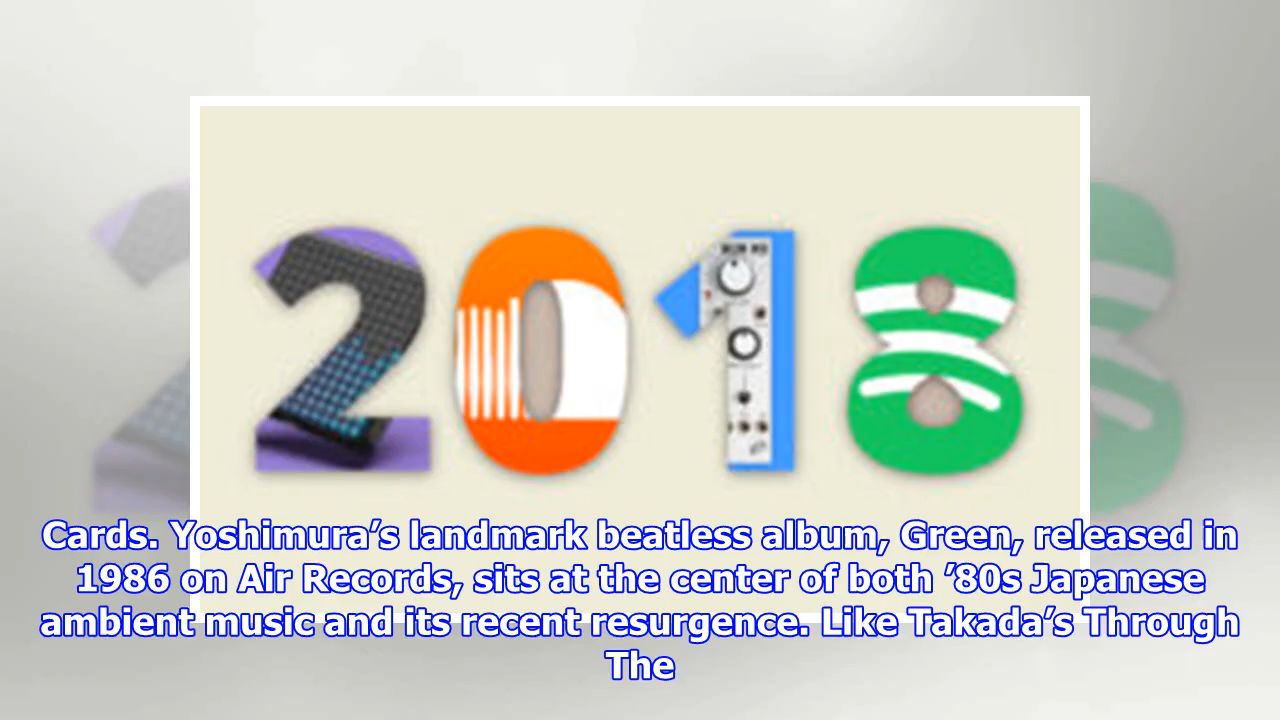 2018
Cards. Yoshimura’s landmark beatless album, Green, released in
1986 on Air Records, sits at the center of both ’80s Japanese
ambient music and its recent resurgence. Like Takada’s Through
The